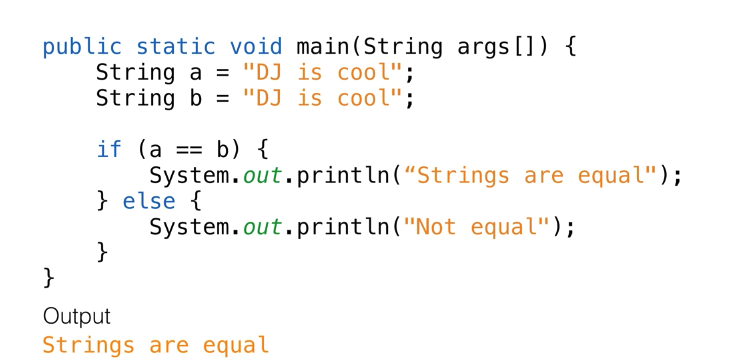 public static void main(String args[]) {
    String a = "DJ is cool";
    String b = "DJ is cool";
    if (a == b) {
        System.out.println(“Strings are equal");
    } else {
        System.out.println("Not equal");
    }
}
Output
Strings are equal